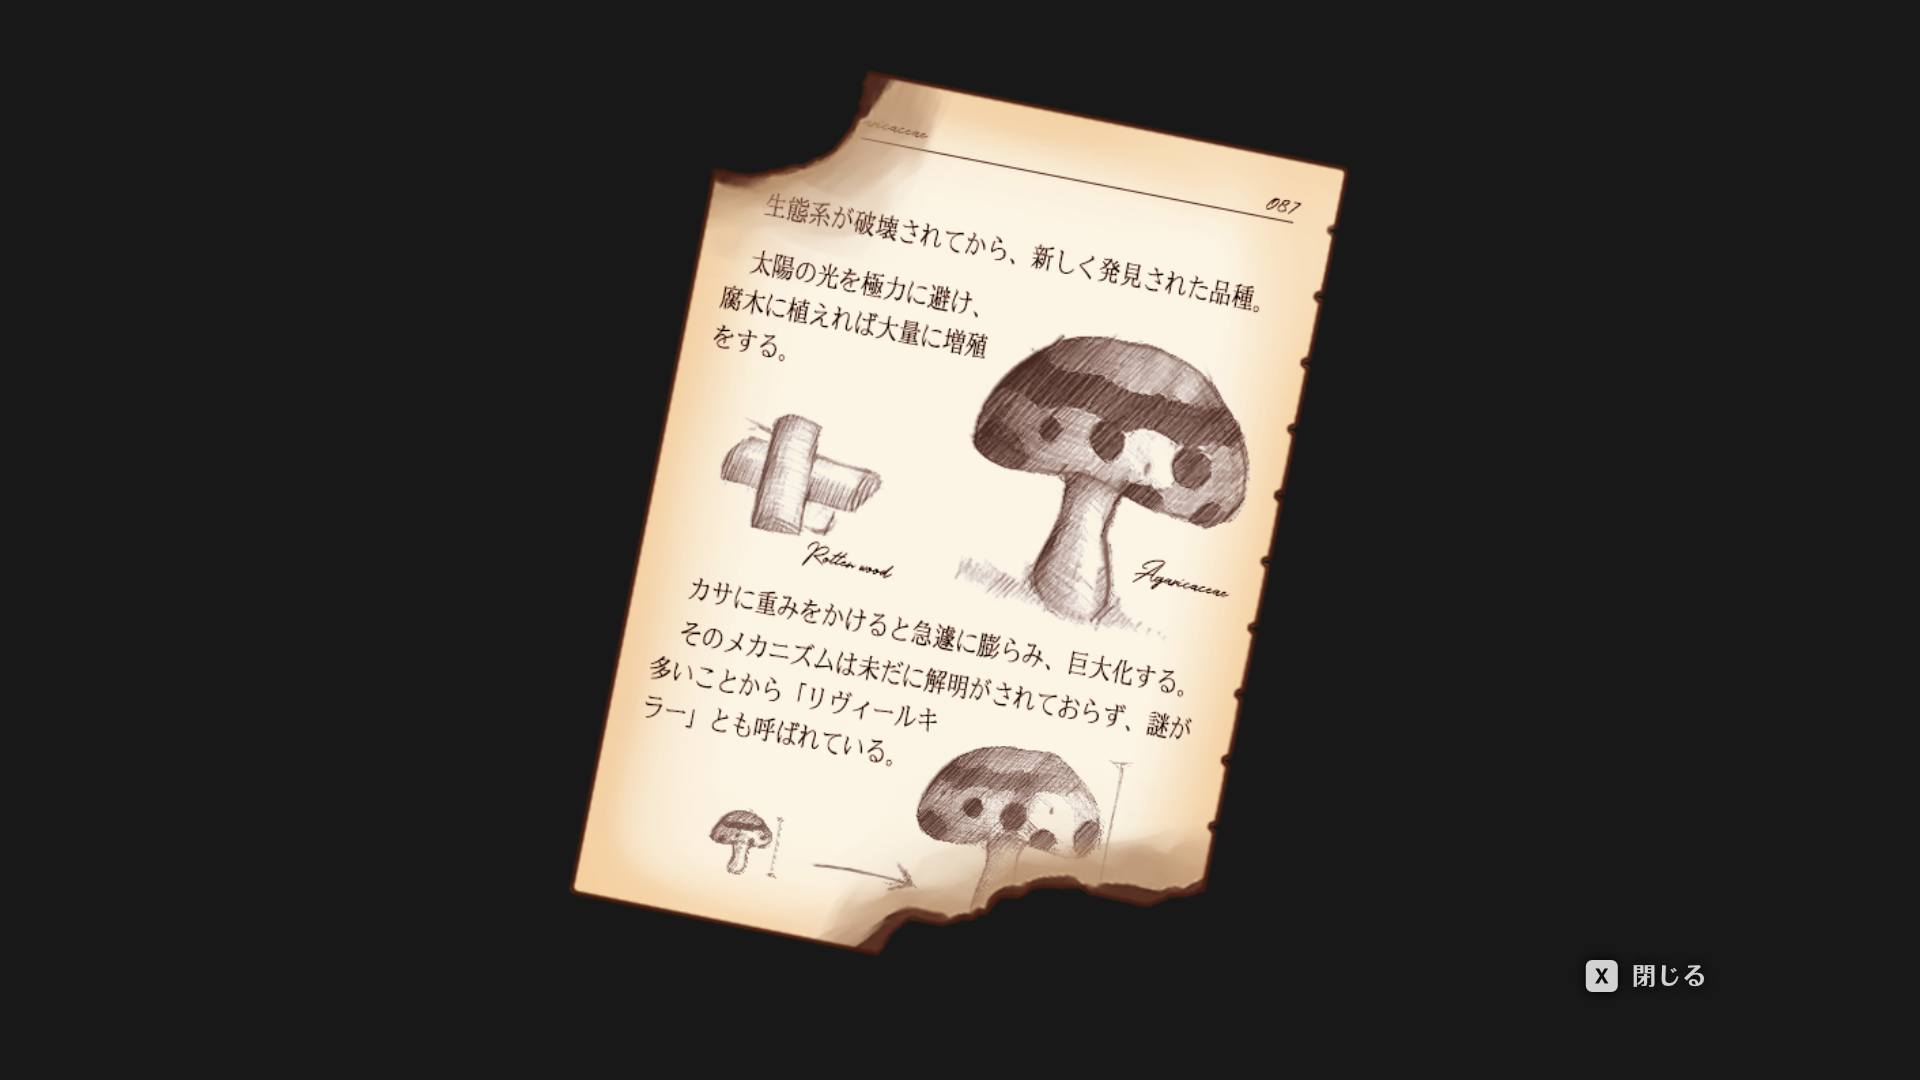 aricaceae
087
生態系が破壊されてから、新しく発見された品種。
太陽の光を極力に避け、
腐木に植えれば大量に増殖
をする。
Rotten wood
Agaricaceae
カサに重みをかけると急遽に膨らみ、巨大化する。
そのメカニズムは未だに解明がされておらず、謎が
多いことから「リヴィールキ
ラー」とも呼ばれている。
X 閉じる